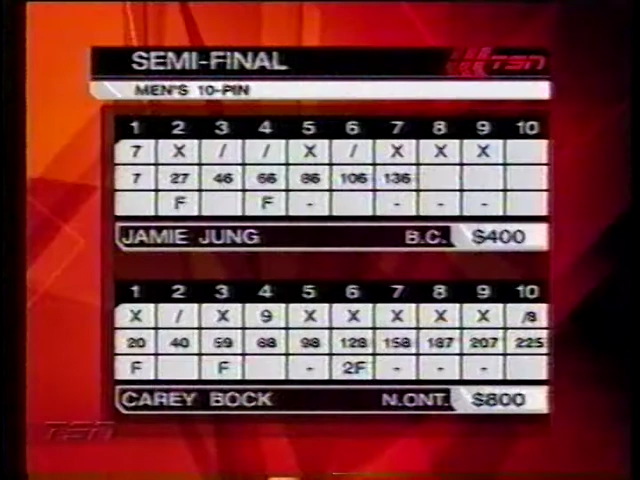 SEMI-FINAL TSN
MEN'S 10-PIN
1 2 3 4 5 6 7 8 9 10
7 X / / X / X X X
7 27 46 66 86 106 136
F F - - - - -
JAMIE JUNG B.C. $400
1 2 3 4 5 6 7 8 9 10
X / X 9 X X X X X /8
20 40 59 68 98 128 158 187 207 225
F F - 2F - - -
CAREY BOCK N.ONT. $800
TSN